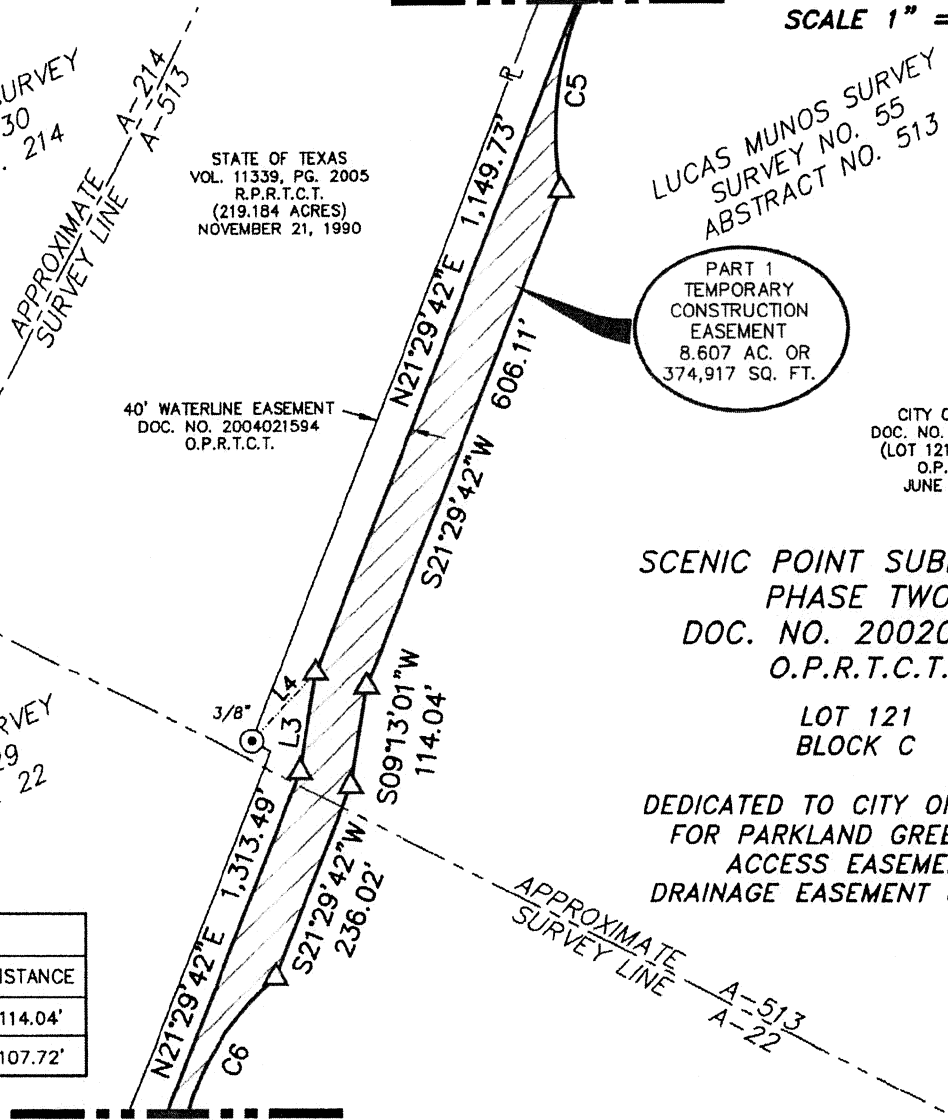 SCALE 1" =
SURVEY
30
. 214
A-214
A-513
APPROXIMATE
SURVEY LINE
STATE OF TEXAS
VOL. 11339, PG. 2005
R.P.R.T.C.T.
(219.184 ACRES)
NOVEMBER 21, 1990
PL
C5
LUCAS MUNOS SURVEY
SURVEY NO. 55
ABSTRACT NO. 513
N21°29'42"E 1,149.73'
PART 1
TEMPORARY
CONSTRUCTION
EASEMENT
8.607 AC. OR
374,917 SQ. FT.
40' WATERLINE EASEMENT
DOC. NO. 2004021594
O.P.R.T.C.T.
S21°29'42"W 606.11'
CITY O
DOC. NO.
(LOT 121
O.P.
JUNE
SCENIC POINT SUB
PHASE TWO
DOC. NO. 2002
O.P.R.T.C.T.
LOT 121
BLOCK C
L4
3/8"
L3
S09°13'01"W
114.04'
RVEY
29
22
DEDICATED TO CITY O
FOR PARKLAND GREE
ACCESS EASEME
DRAINAGE EASEMENT
N21°29'42"E 1,313.49'
S21°29'42"W
236.02'
APPROXIMATE
SURVEY LINE
A-513
A-22
ISTANCE
114.04'
107.72'
C6